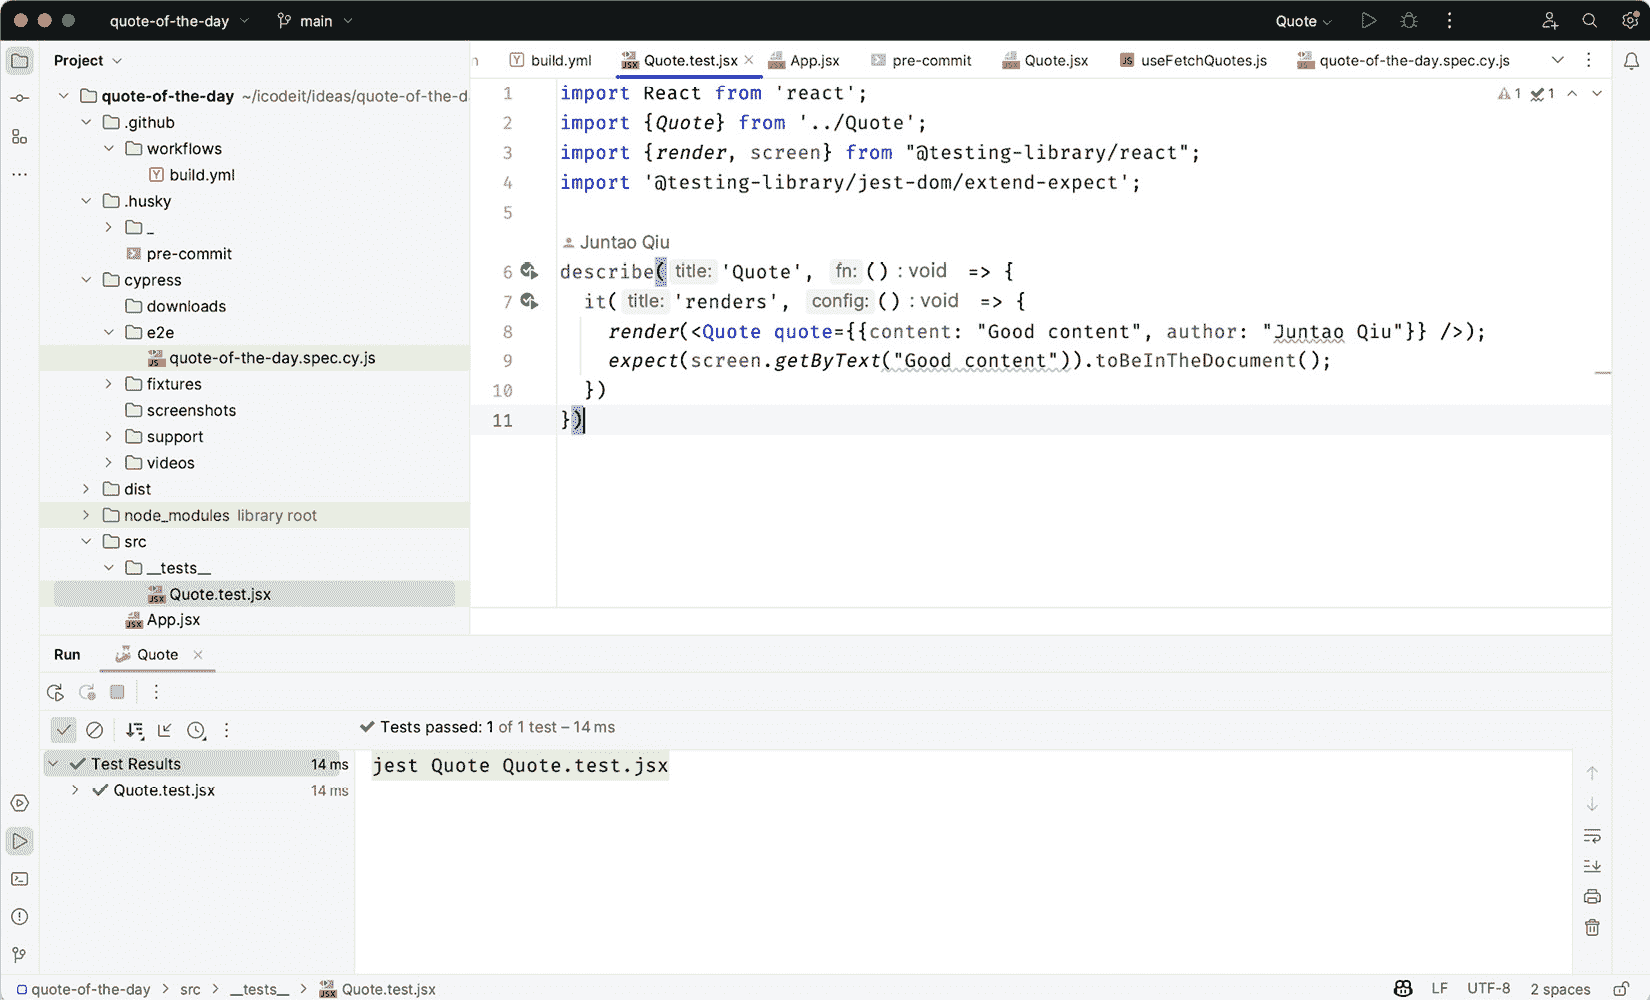 quote-of-the-day main Quote
Project
build.yml Quote.test.jsx App.jsx pre-commit Quote.jsx useFetchQuotes.js quote-of-the-day.spec.cy.js
quote-of-the-day ~/icodeit/ideas/quote-of-the-d
.github
workflows
build.yml
.husky
_
pre-commit
cypress
downloads
e2e
quote-of-the-day.spec.cy.js
fixtures
screenshots
support
videos
dist
node_modules library root
src
__tests__
Quote.test.jsx
App.jsx
1 import React from 'react';
2 import {Quote} from '../Quote';
3 import {render, screen} from "@testing-library/react";
4 import '@testing-library/jest-dom/extend-expect';
5
Juntao Qiu
6 describe( title: 'Quote', fn: () : void => {
7 it( title: 'renders', config: () : void => {
8 render(<Quote quote={{content: "Good content", author: "Juntao Qiu"}} />);
9 expect(screen.getByText("Good content")).toBeInTheDocument();
10 })
11 })
1 1
Run Quote
Tests passed: 1 of 1 test – 14 ms
Test Results 14 ms
Quote.test.jsx 14 ms
jest Quote Quote.test.jsx
quote-of-the-day > src > __tests__ > Quote.test.jsx
LF UTF-8 2 spaces